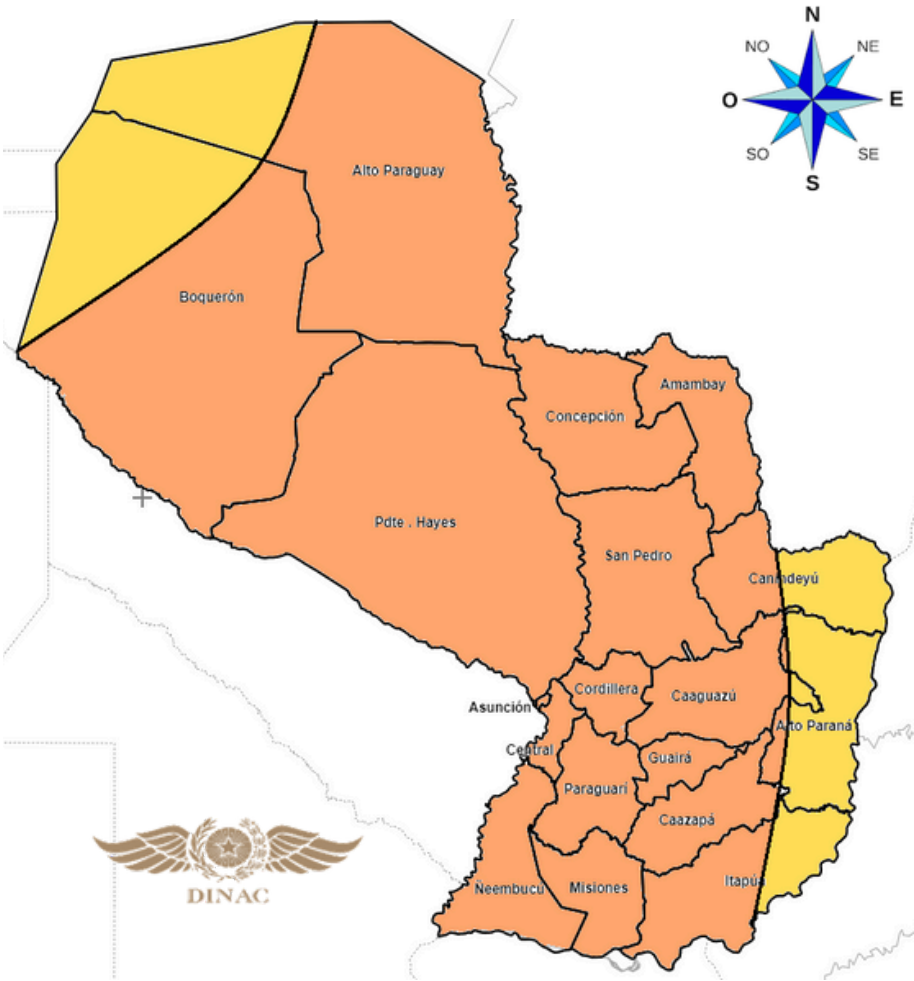 N
NO
NE
O
E
SO
SE
S
Alto Paraguay
Boquerón
Amambay
Concepción
Pdte . Hayes
San Pedro
Canindeyú
Cordillera
Caaguazú
Asunción
Alto Paraná
Central
Guairá
Paraguarí
Caazapá
Itapúa
Ñeembucú
Misiones
DINAC